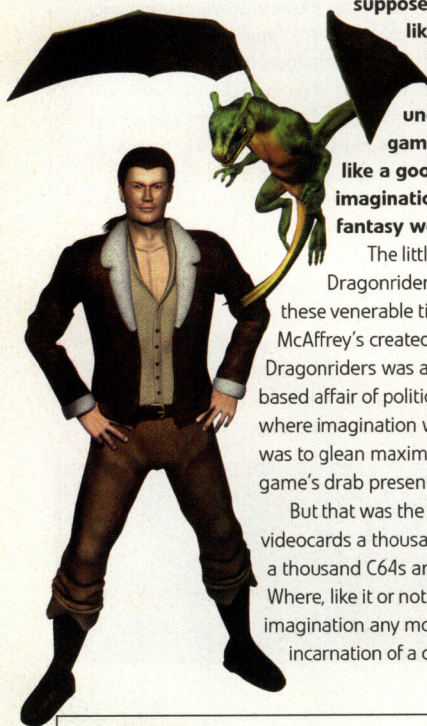 suppose
lik
un
gam
like a goo
imaginatio
fantasy w
The littl
Dragonrider
these venerable ti
McAffrey's created
Dragonriders was a
based affair of politic
where imagination w
was to glean maxim
game's drab presen
But that was the
videocards a thousa
a thousand C64s ar
Where, like it or not
imagination any mo
incarnation of a c